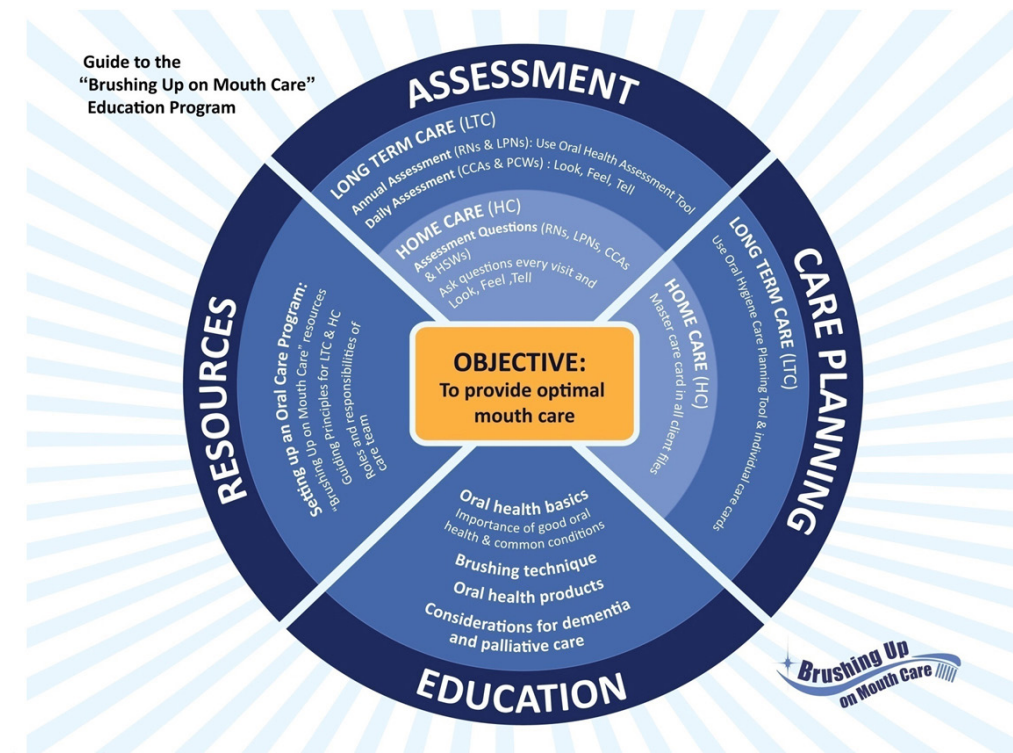 Guide to the
“Brushing Up on Mouth Care”
Education Program
ASSESSMENT
LONG TERM CARE (LTC)
Annual Assessment (RNs & LPNs): Use Oral Health Assessment Tool
Daily Assessment (CCAs & PCWs) : Look, Feel, Tell
HOME CARE (HC)
Assessment Questions (RNs, LPNs, CCAs
& HSWs)
Ask questions every visit and
Look, Feel ,Tell
CARE PLANNING
LONG TERM CARE (LTC)
Use Oral Hygiene Care Planning Tool & individual care cards
HOME CARE (HC)
Master care card in all client files
OBJECTIVE:
To provide optimal
mouth care
RESOURCES
Setting up an Oral Care Program:
“Brushing Up on Mouth Care” resources
Guiding Principles for LTC & HC
Roles and responsibilities of
care team
Oral health basics
Importance of good oral
health & common conditions
Brushing technique
Oral health products
Considerations for dementia
and palliative care
EDUCATION
Brushing Up
on Mouth Care